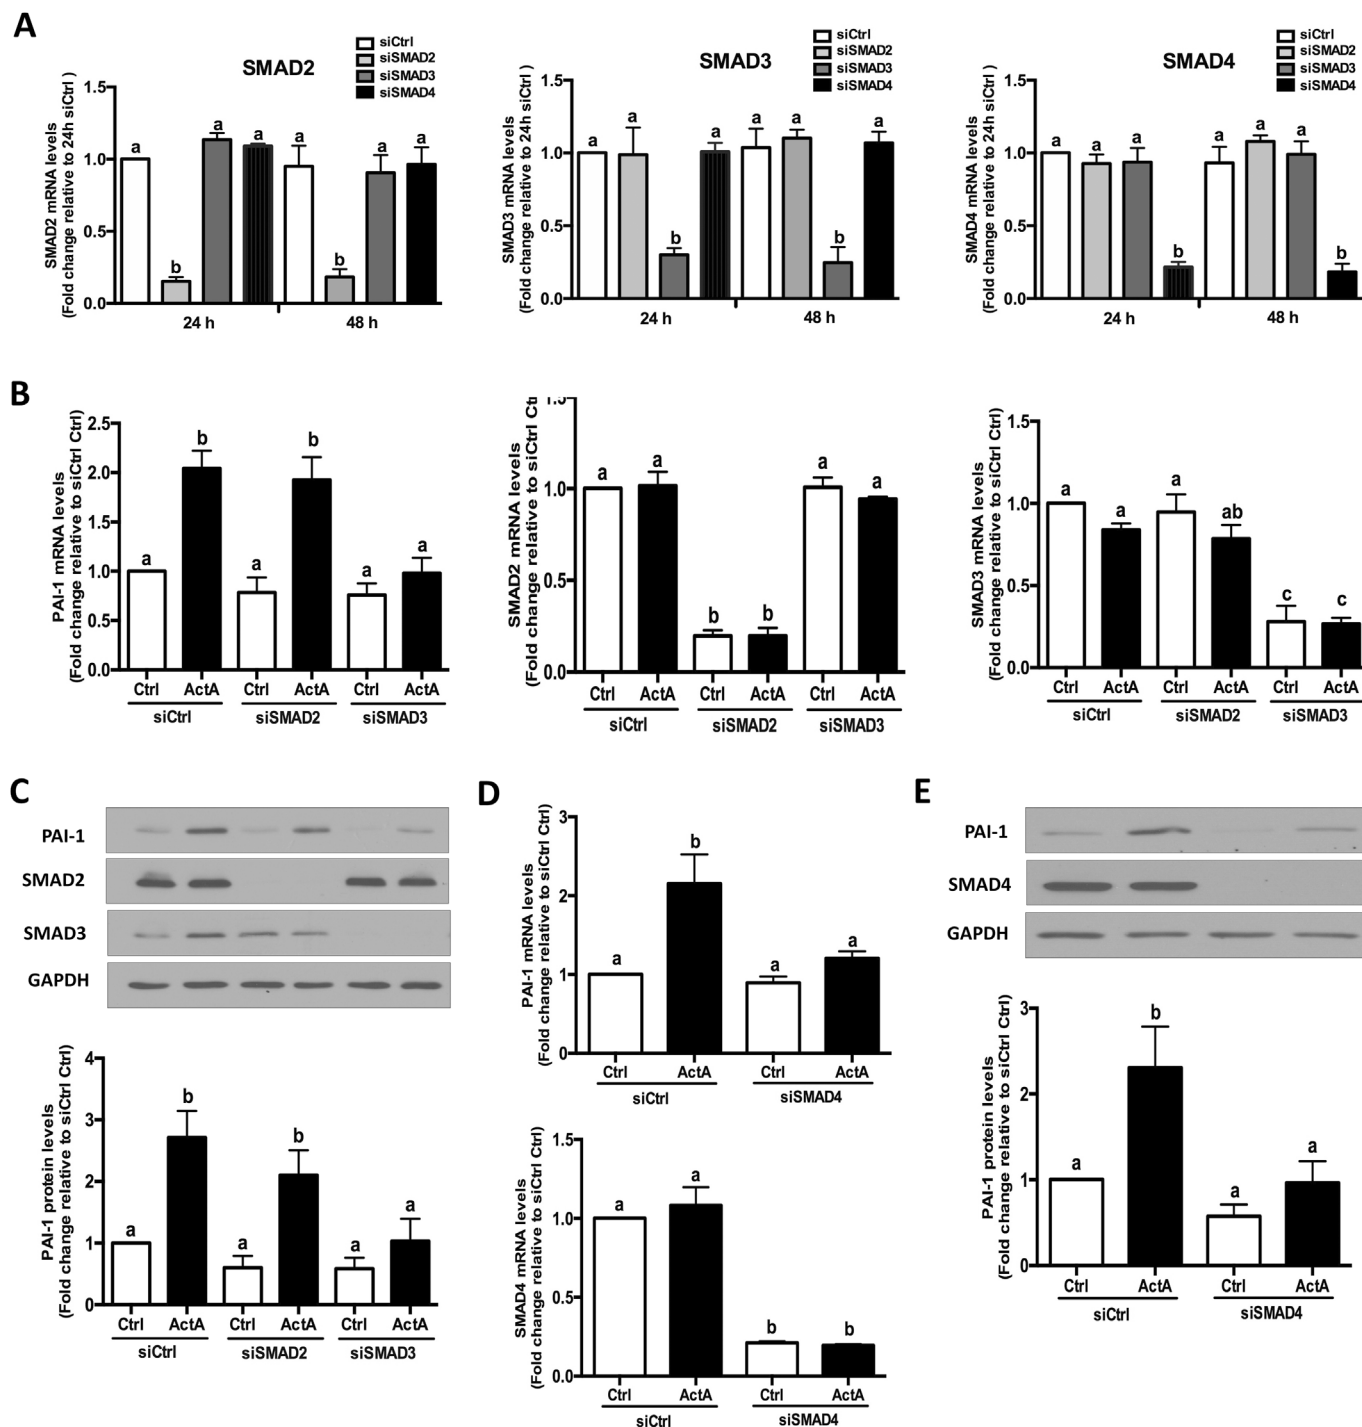 A
SMAD2
siCtrl
siSMAD2
siSMAD3
siSMAD4
SMAD2 mRNA levels
(Fold change relative to 24h siCtrl )
1.5
1.0
0.5
0.0
a
b
a
a
a
b
a
a
24 h
48 h
SMAD3
siCtrl
siSMAD2
siSMAD3
siSMAD4
SMAD3 mRNA levels
(Fold change relative to 24h siCtrl )
1.5
1.0
0.5
0.0
a
a
b
a
a
a
b
a
24 h
48 h
SMAD4
siCtrl
siSMAD2
siSMAD3
siSMAD4
SMAD4 mRNA levels
(Fold change relative to 24h siCtrl )
1.5
1.0
0.5
0.0
a
a
a
b
a
a
a
b
24 h
48 h
B
PAI-1 mRNA levels
(Fold change relative to siCtrl Ctrl)
2.5
2.0
1.5
1.0
0.5
0.0
a
b
a
b
a
a
Ctrl ActA Ctrl ActA Ctrl ActA
siCtrl siSMAD2 siSMAD3
SMAD2 mRNA levels
(Fold change relative to siCtrl Ctrl
1.0
0.5
0.0
a
a
b
b
a
a
Ctrl ActA Ctrl ActA Ctrl ActA
siCtrl siSMAD2 siSMAD3
SMAD3 mRNA levels
(Fold change relative to siCtrl Ctrl)
1.5
1.0
0.5
0.0
a
a
a
ab
c
c
Ctrl ActA Ctrl ActA Ctrl ActA
siCtrl siSMAD2 siSMAD3
C
PAI-1
SMAD2
SMAD3
GAPDH
PAI-1 protein levels
(Fold change relative to siCtrl Ctrl)
4
3
2
1
0
a
b
a
b
a
a
Ctrl ActA Ctrl ActA Ctrl ActA
siCtrl siSMAD2 siSMAD3
D
PAI-1 mRNA levels
(Fold change relative to siCtrl Ctrl)
3
2
1
0
a
b
a
a
Ctrl ActA Ctrl ActA
siCtrl siSMAD4
SMAD4 mRNA levels
(Fold change relative to siCtrl Ctrl)
1.5
1.0
0.5
0.0
a
a
b
b
Ctrl ActA Ctrl ActA
siCtrl siSMAD4
E
PAI-1
SMAD4
GAPDH
PAI-1 protein levels
(Fold change relative to siCtrl Ctrl)
3
2
1
0
a
b
a
a
Ctrl ActA Ctrl ActA
siCtrl siSMAD4